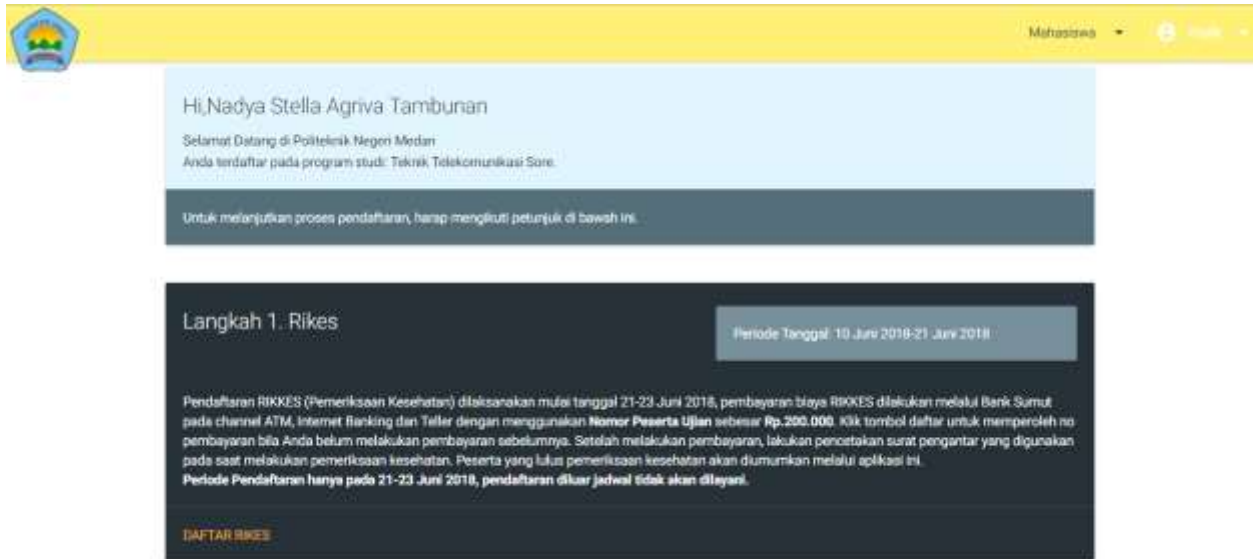 Mahasiswa
Hi,Nadya Stella Agriva Tambunan
Selamat Datang di Politeknik Negeri Medan
Anda terdaftar pada program studi: Teknik Telekomunikasi Sore.
Untuk melanjutkan proses pendaftaran, harap mengikuti petunjuk di bawah ini.
Langkah 1. Rikes
Periode Tanggal: 10 Juni 2018-21 Juni 2018
Pendaftaran RIKKES (Pemeriksaan Kesehatan) dilaksanakan mulai tanggal 21-23 Juni 2018, pembayaran biaya RIKKES dilakukan melalui Bank Sumut
pada channel ATM, Internet Banking dan Teller dengan menggunakan Nomor Peserta Ujian sebesar Rp.200.000. Klik tombol daftar untuk memperoleh no
pembayaran bila Anda belum melakukan pembayaran sebelumnya. Setelah melakukan pembayaran, lakukan pencetakan surat pengantar yang digunakan
pada saat melakukan pemeriksaan kesehatan. Peserta yang lulus pemeriksaan kesehatan akan diumumkan melalui aplikasi ini.
Periode Pendaftaran hanya pada 21-23 Juni 2018, pendaftaran diluar jadwal tidak akan dilayani.
DAFTAR RIKES